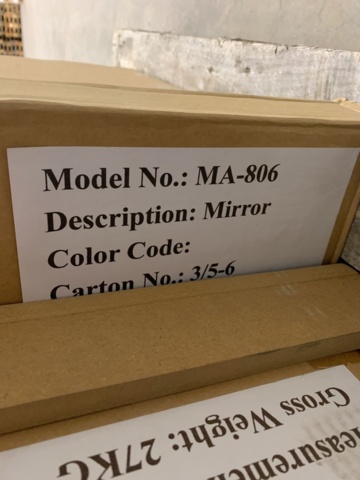 Model No.: MA-806
Description: Mirror
Color Code:
Carton No.: 3/5-6
Gross Weight: 27KG